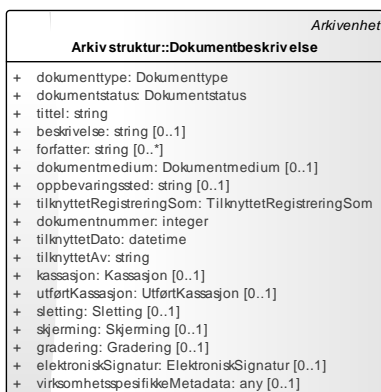 Arkivenhet
Arkivstruktur::Dokumentbeskrivelse
+ dokumenttype: Dokumenttype
+ dokumentstatus: Dokumentstatus
+ tittel: string
+ beskrivelse: string [0..1]
+ forfatter: string [0..*]
+ dokumentmedium: Dokumentmedium [0..1]
+ oppbevaringssted: string [0..1]
+ tilknyttetRegistreringSom: TilknyttetRegistreringSom
+ dokumentnummer: integer
+ tilknyttetDato: datetime
+ tilknyttetAv: string
+ kassasjon: Kassasjon [0..1]
+ utførtKassasjon: UtførtKassasjon [0..1]
+ sletting: Sletting [0..1]
+ skjerming: Skjerming [0..1]
+ gradering: Gradering [0..1]
+ elektroniskSignatur: ElektroniskSignatur [0..1]
+ virksomhetsspesifikkeMetadata: any [0..1]